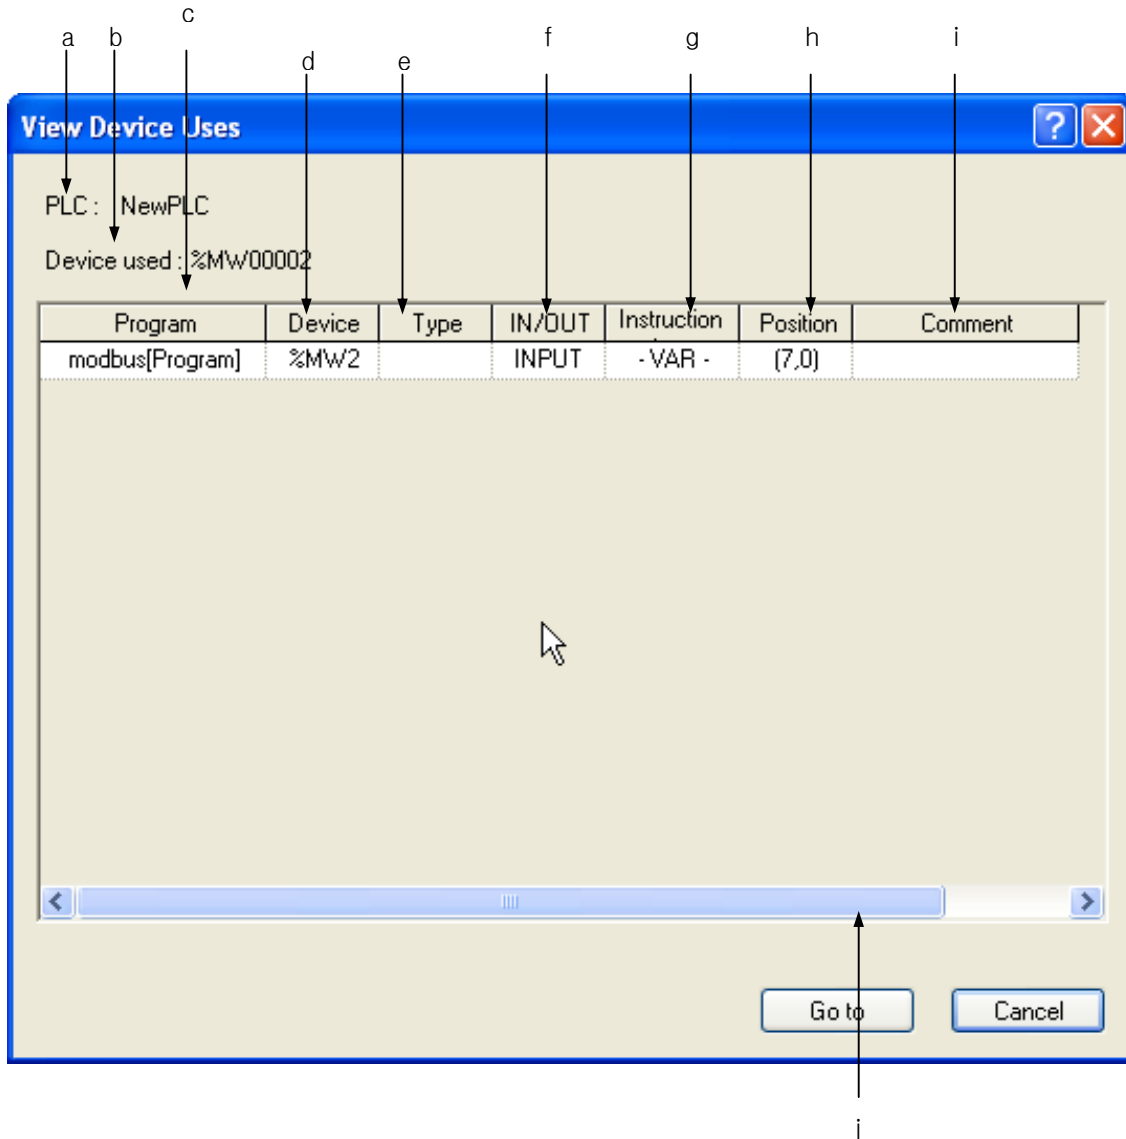 c
a b f g h i
d e
View Device Uses
PLC : NewPLC
Device used : %MW00002
Program Device Type IN/OUT Instruction Position Comment
modbus[Program] %MW2 INPUT - VAR - (7,0)
Go to Cancel
j